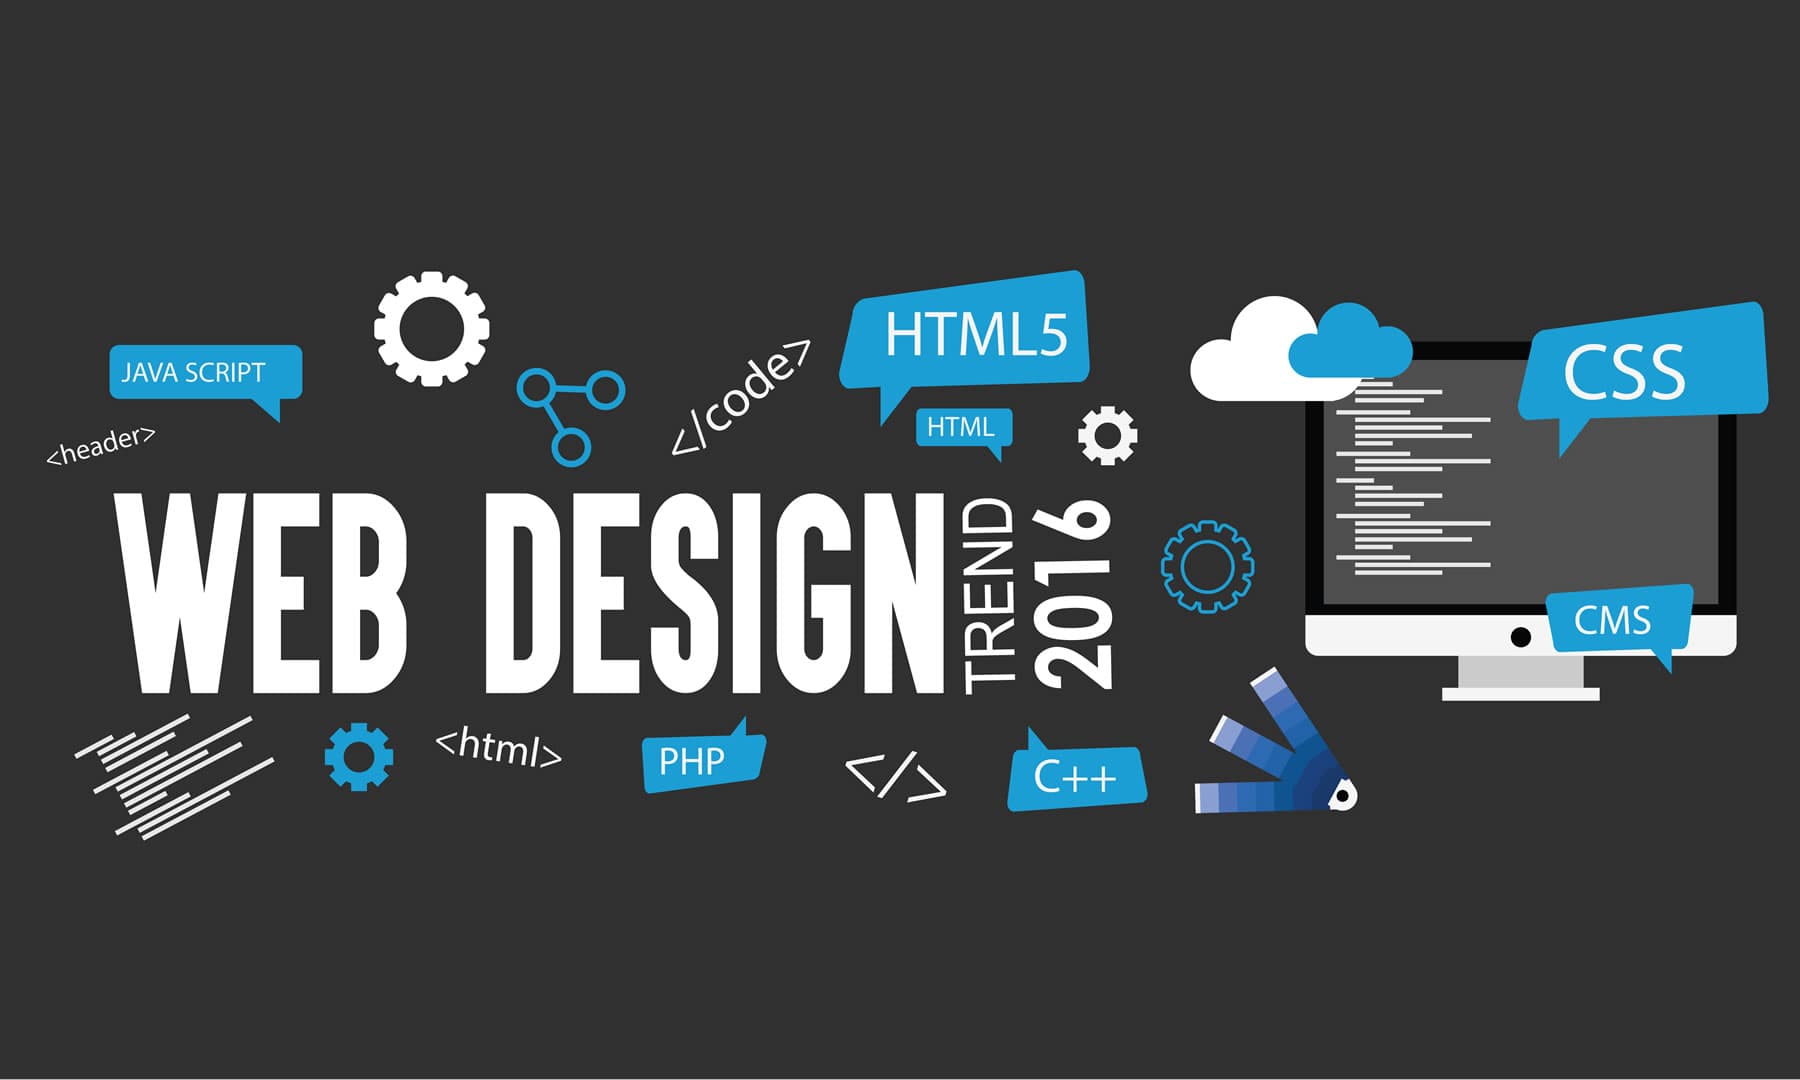 JAVA SCRIPT
<header>
</code>
HTML5
HTML
CSS
WEB DESIGN
TREND
2016
CMS
<html>
PHP
</>
C++